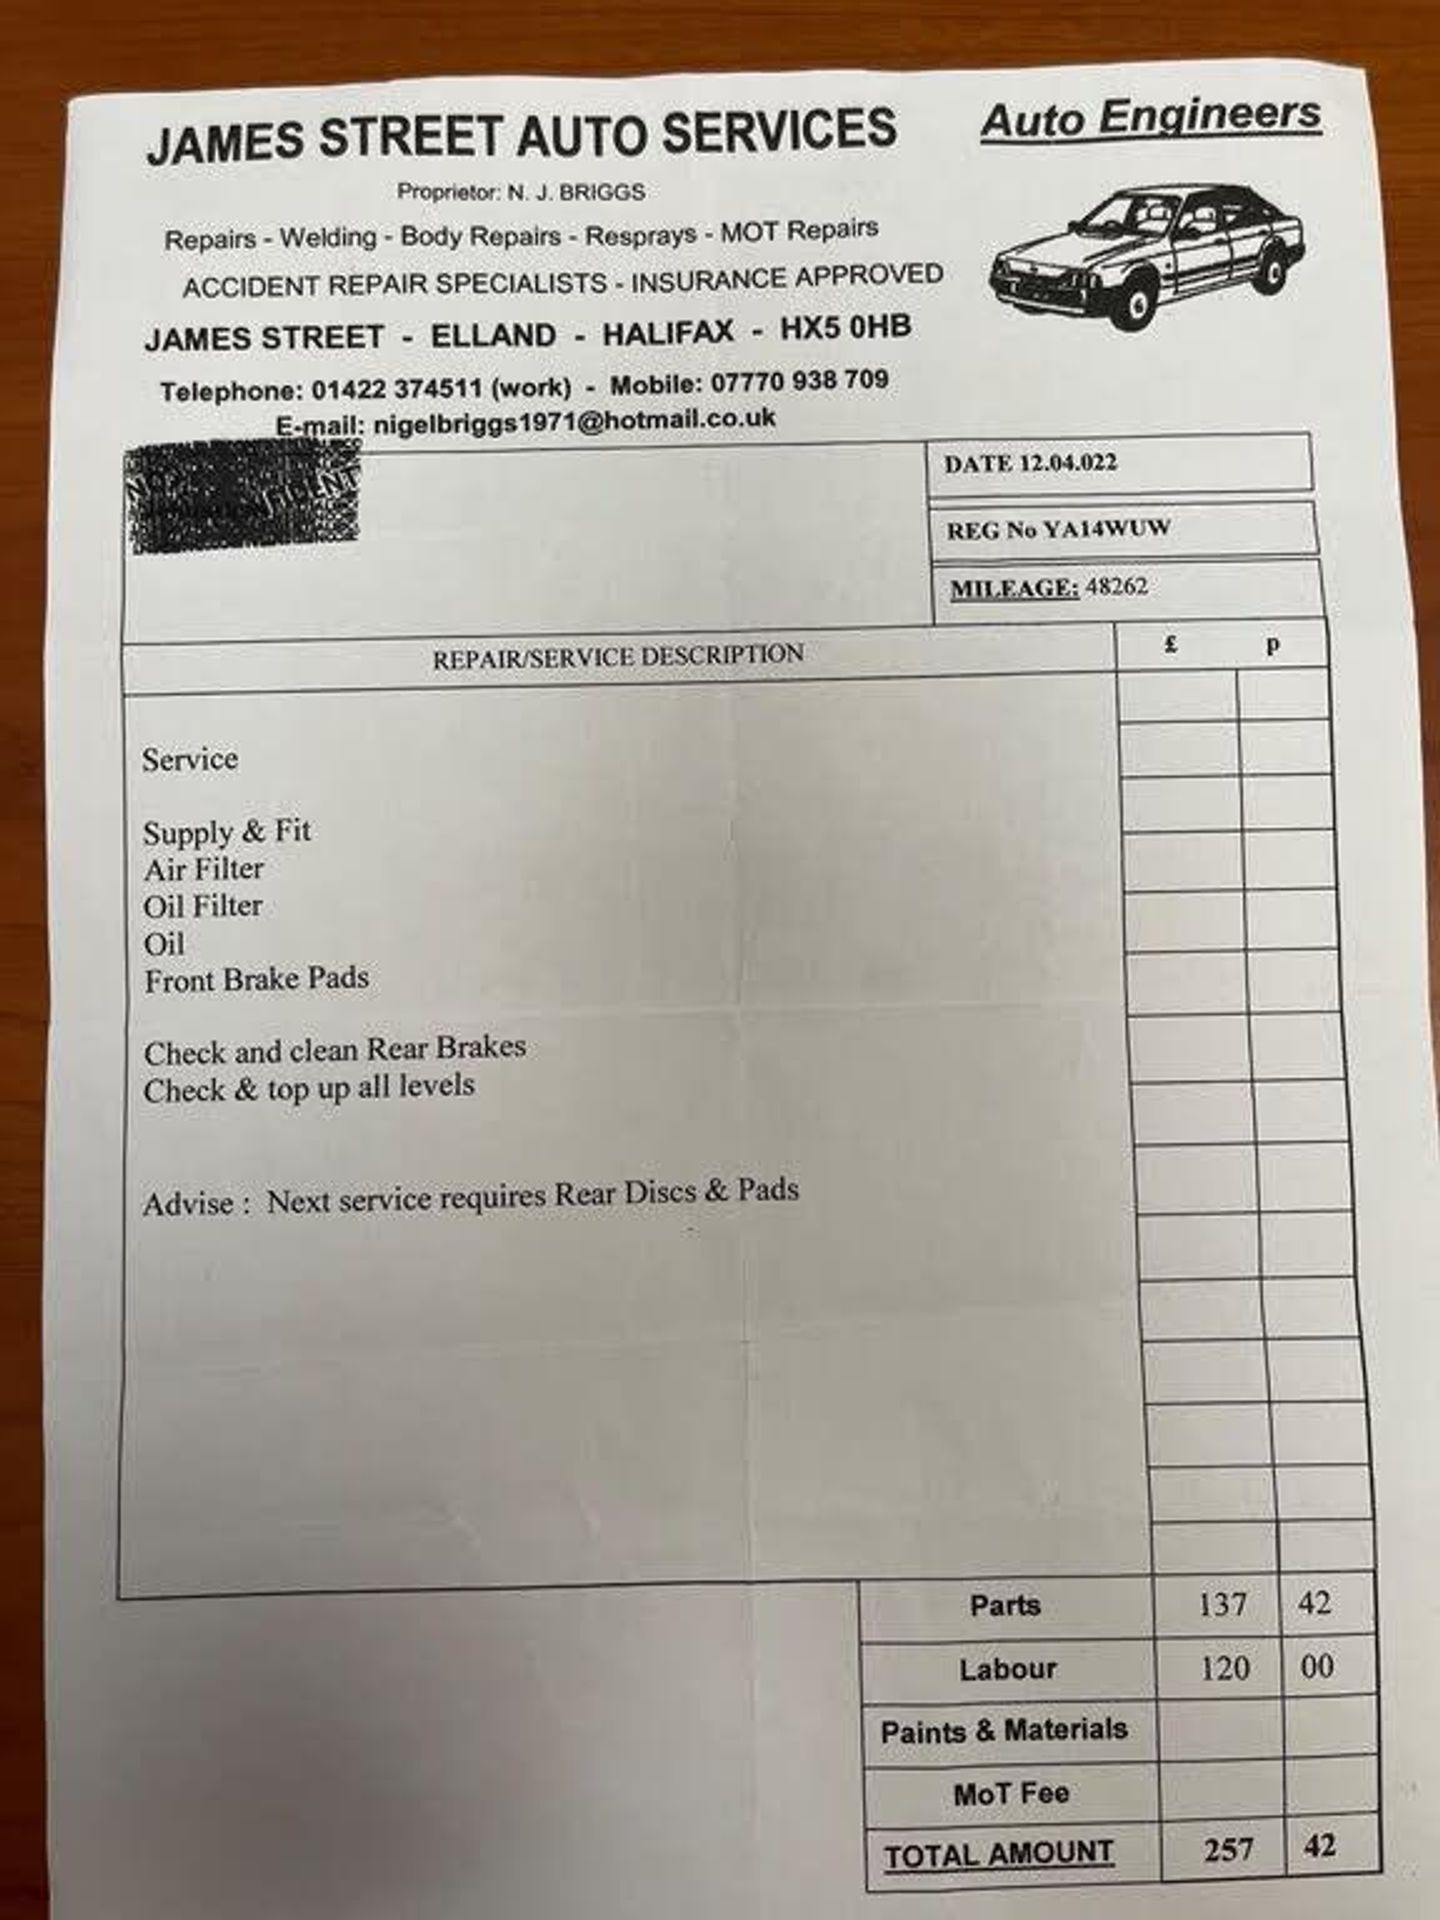 JAMES STREET AUTO SERVICES
Auto Engineers
Proprietor: N. J. BRIGGS
Repairs - Welding - Body Repairs - Resprays - MOT Repairs
ACCIDENT REPAIR SPECIALISTS - INSURANCE APPROVED
JAMES STREET - ELLAND - HALIFAX - HX5 0HB
Telephone: 01422 374511 (work) - Mobile: 07770 938 709
E-mail: nigelbriggs1971@hotmail.co.uk
DATE 12.04.022
REG No YA14WUW
MILEAGE: 48262
REPAIR/SERVICE DESCRIPTION £ p
Service
Supply & Fit
Air Filter
Oil Filter
Oil
Front Brake Pads
Check and clean Rear Brakes
Check & top up all levels
Advise : Next service requires Rear Discs & Pads
Parts 137 42
Labour 120 00
Paints & Materials
MoT Fee
TOTAL AMOUNT 257 42